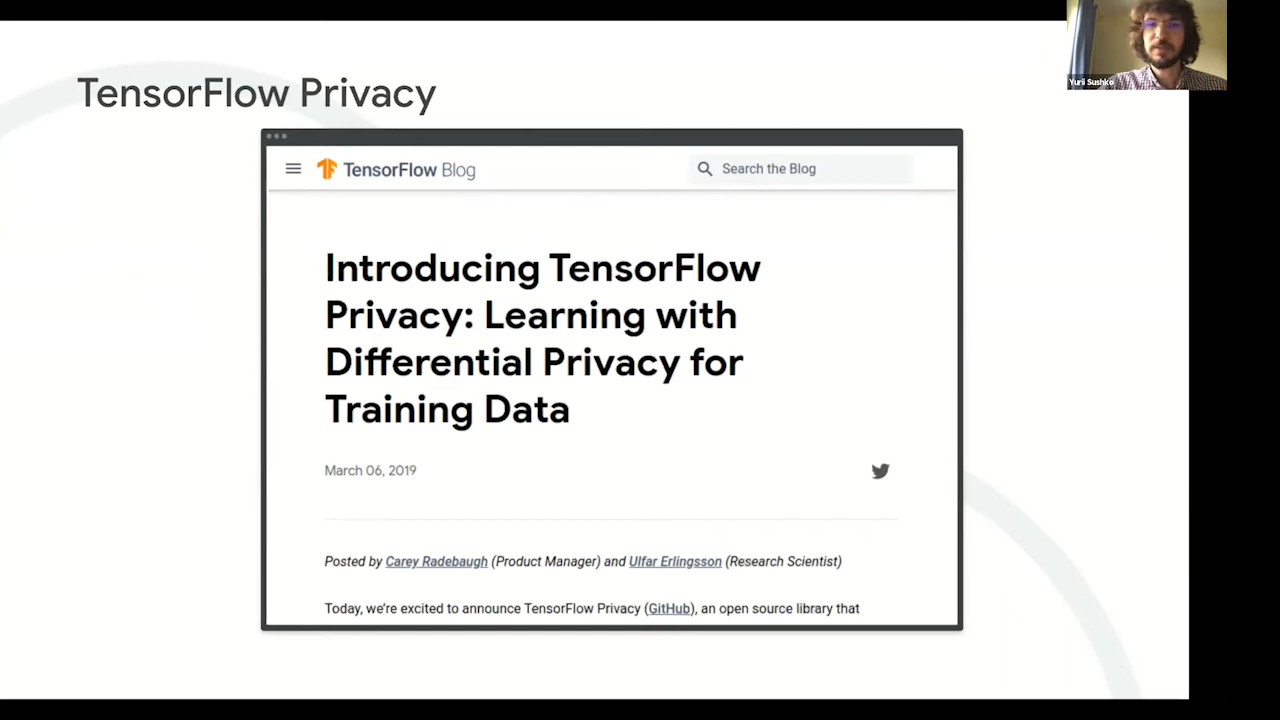 TensorFlow Privacy
Yurii Sushko
TensorFlow Blog
Search the Blog
Introducing TensorFlow
Privacy: Learning with
Differential Privacy for
Training Data
March 06, 2019
Posted by Carey Radebaugh (Product Manager) and Ulfar Erlingsson (Research Scientist)
Today, we're excited to announce TensorFlow Privacy (GitHub), an open source library that